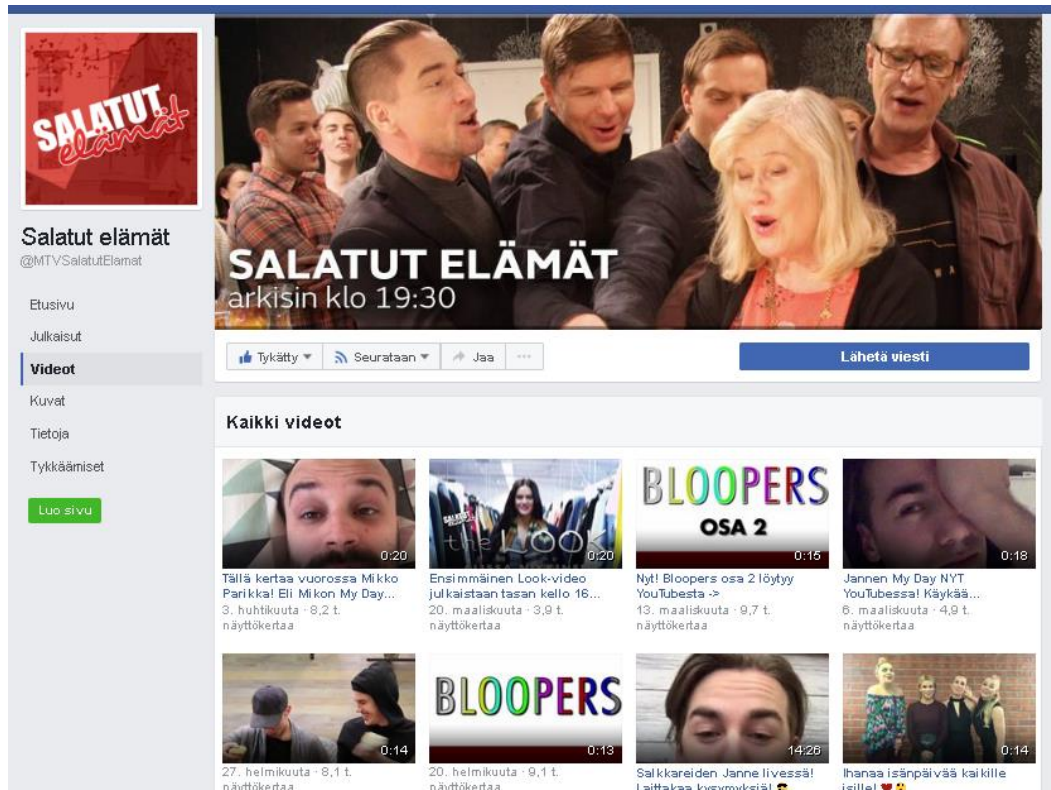 SALATUT
elämät
Salatut elämät
@MTVSalatutElamat
Etusivu
Julkaisut
Videot
Kuvat
Tietoja
Tykkäämiset
Luo sivu
SALATUT ELÄMÄT
arkisin klo 19:30
Tykätty
Seurataan
Jaa
Lähetä viesti
Kaikki videot
0:20
Tällä kertaa vuorossa Mikko
Parikka! Eli Mikon My Day...
3. huhtikuuta · 8,2 t.
näyttökertaa
the LOOK
0:20
Ensimmäinen Look-video
julkaistaan tasan kello 16...
20. maaliskuuta · 3,9 t.
näyttökertaa
BLOOPERS
OSA 2
0:15
Nyt! Bloopers osa 2 löytyy
YouTubesta ->
13. maaliskuuta · 9,7 t.
näyttökertaa
0:18
Jannen My Day NYT
YouTubessa! Käykää...
6. maaliskuuta · 4,9 t.
näyttökertaa
0:14
27. helmikuuta · 8,1 t.
näyttökertaa
BLOOPERS
0:13
20. helmikuuta · 9,1 t.
näyttökertaa
14:26
Salkkareiden Janne livessä!
Laittakaa kysymyksiä! 😎
0:14
Ihanaa isänpäivää kaikille
isille! ❤